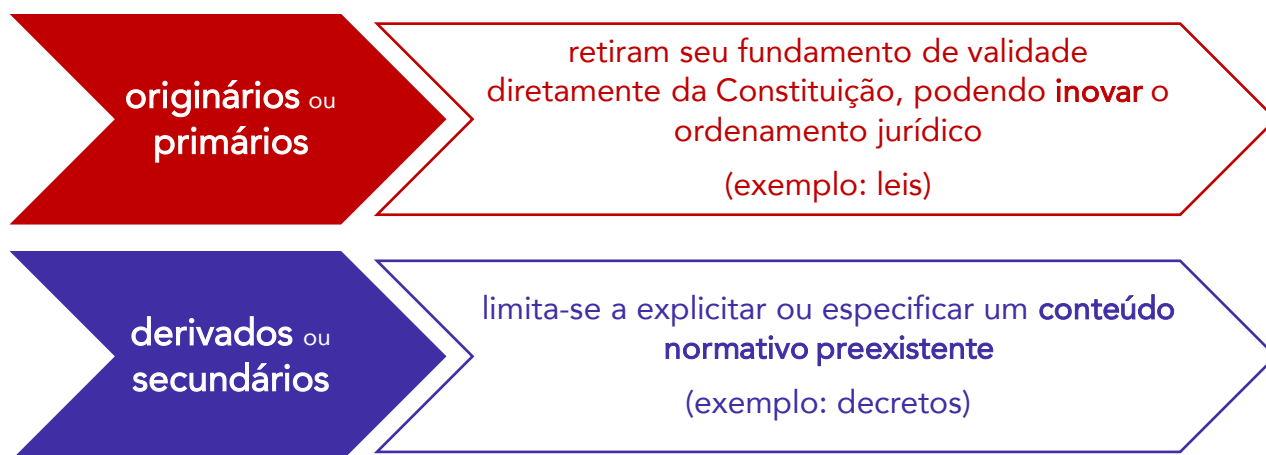 originários ou
primários
retiram seu fundamento de validade
diretamente da Constituição, podendo inovar o
ordenamento jurídico
(exemplo: leis)
derivados ou
secundários
limita-se a explicitar ou especificar um conteúdo
normativo preexistente
(exemplo: decretos)